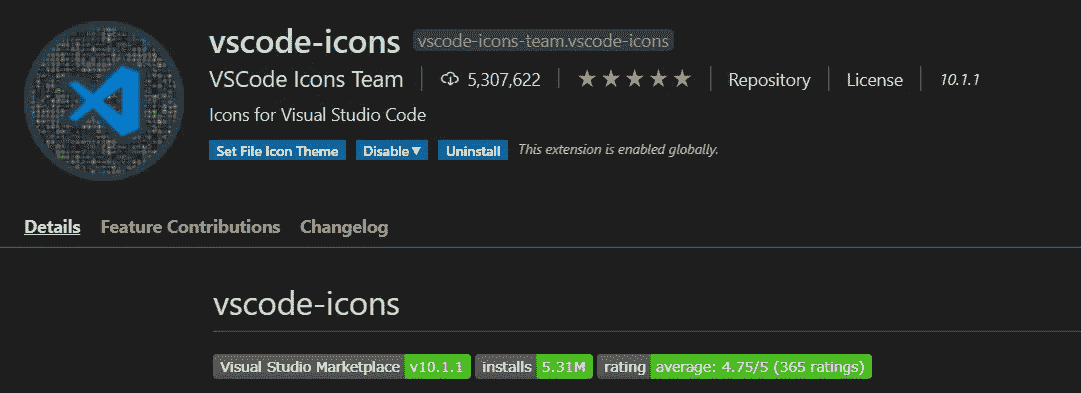 vscode-icons vscode-icons-team.vscode-icons
VSCode Icons Team 5,307,622 Repository License 10.1.1
Icons for Visual Studio Code
Set File Icon Theme Disable Uninstall This extension is enabled globally.
Details Feature Contributions Changelog
vscode-icons
Visual Studio Marketplace v10.1.1 installs 5.31M rating average: 4.75/5 (365 ratings)